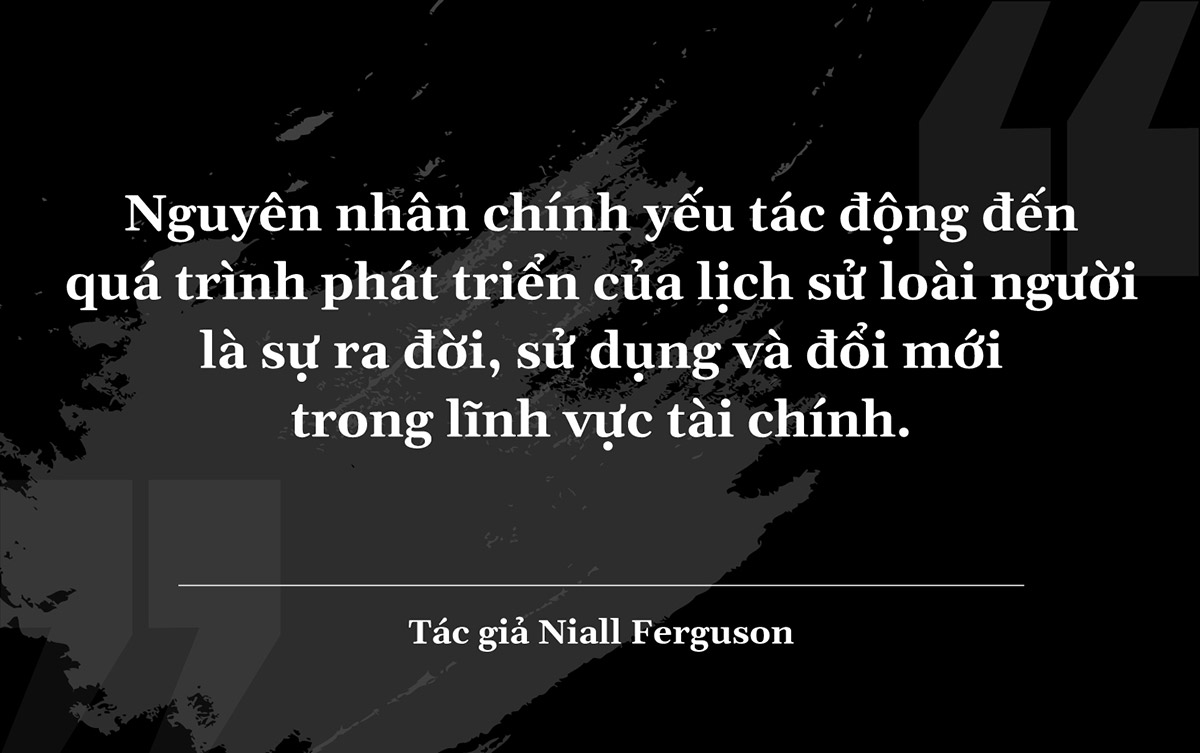 Nguyên nhân chính yếu tác động đến
quá trình phát triển của lịch sử loài người
là sự ra đời, sử dụng và đổi mới
trong lĩnh vực tài chính.
Tác giả Niall Ferguson